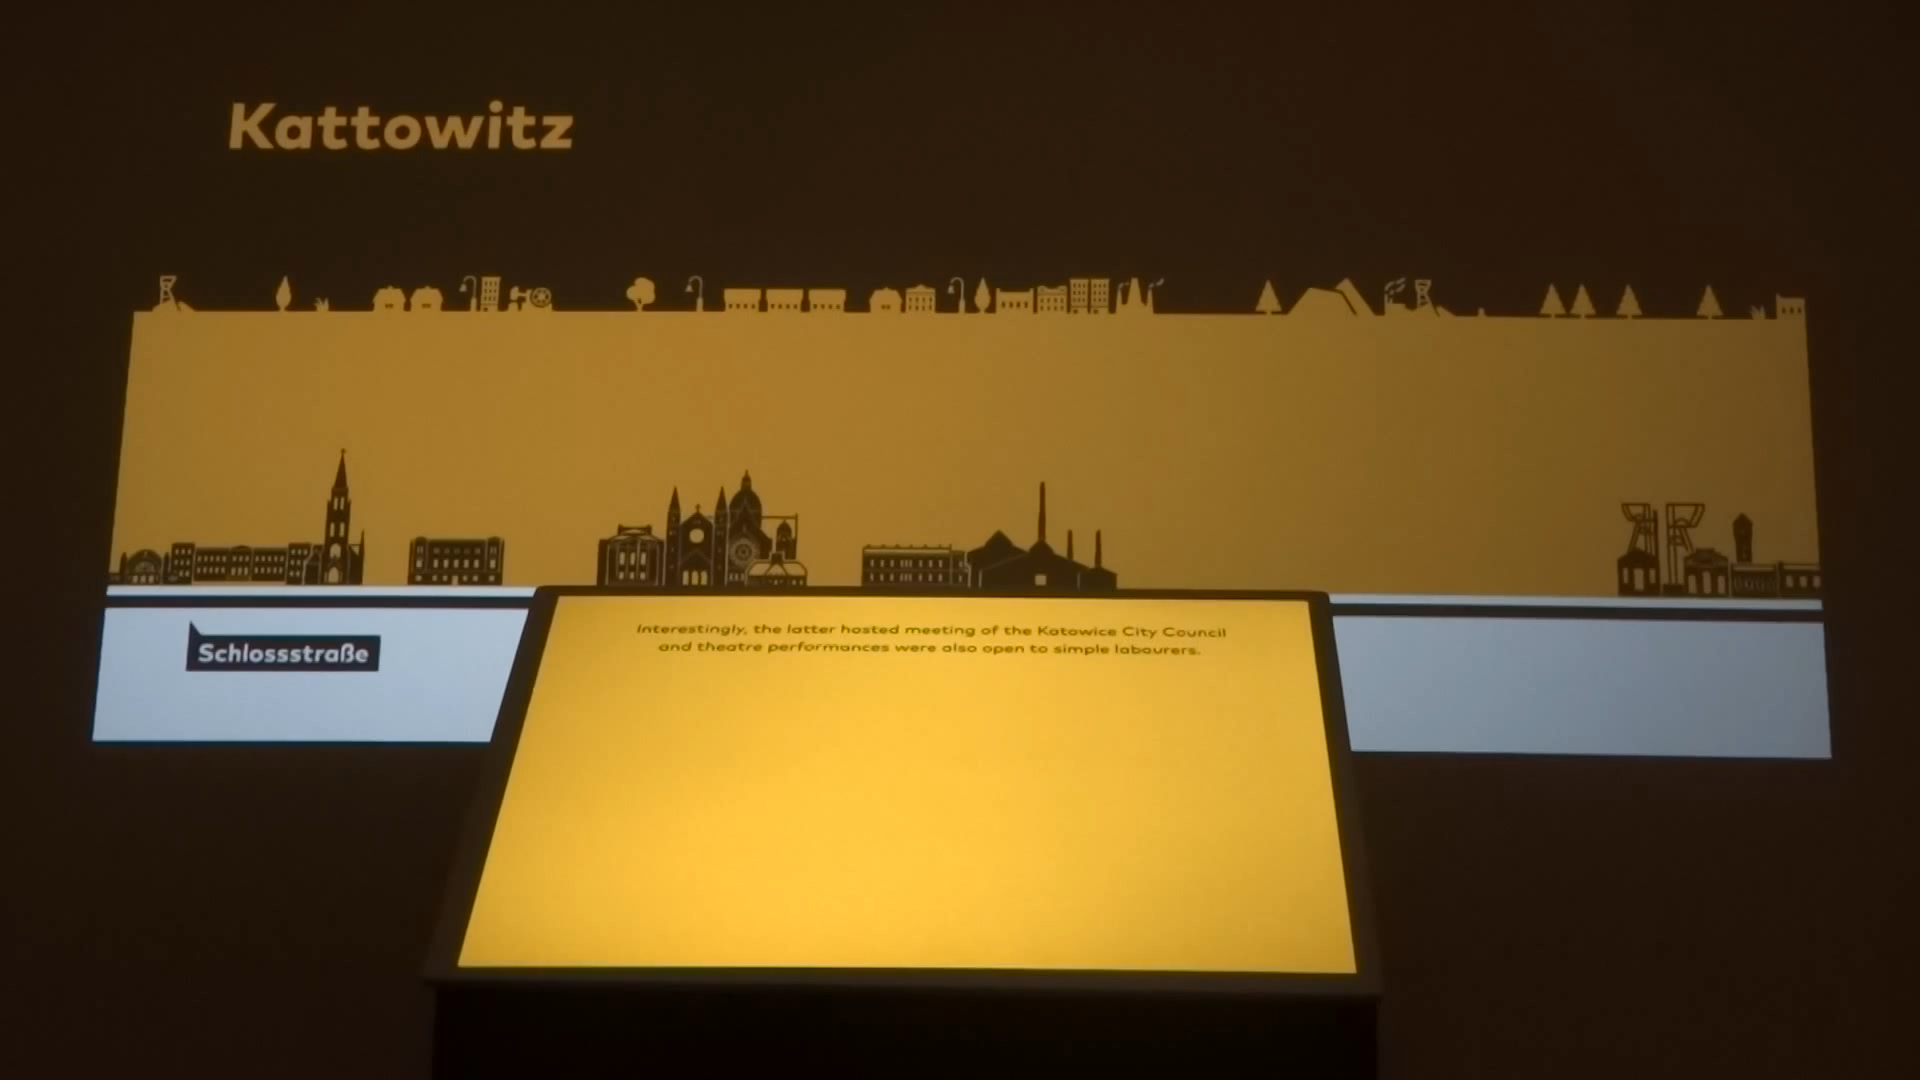 Kattowitz
Schlossstraße
Interestingly, the latter hosted meeting of the Katowice City Council
and theatre performances were also open to simple labourers.